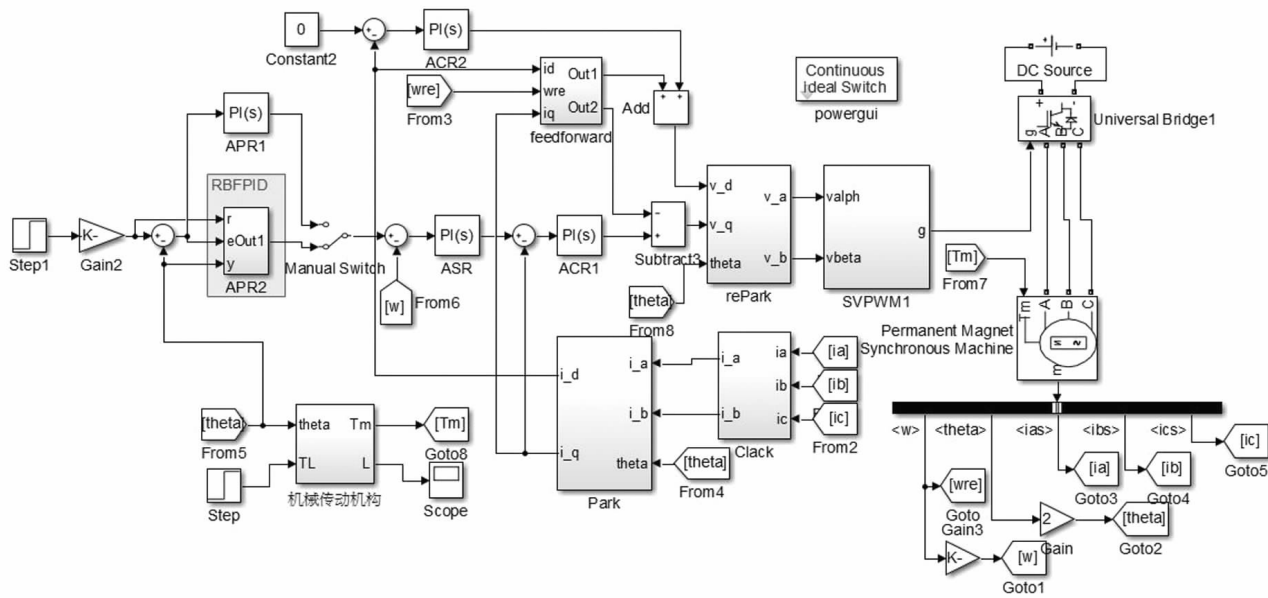 0
Constant2
PI(s)
ACR2
[wre]
From3
id
wre
iq
Out1
Out2
feedforward
Add
Continuous
Ideal Switch
powergui
DC Source
g
A
B
C
Universal Bridge1
PI(s)
APR1
RBFPID
r
e
y
Out1
APR2
Step1
K-
Gain2
Manual Switch
[w]
From6
PI(s)
ASR
PI(s)
ACR1
Subtract3
v_d
v_q
theta
v_a
v_b
rePark
valph
vbeta
g
SVPWM1
[theta]
From8
[Tm]
From7
Tm
A
B
C
m
Permanent Magnet
Synchronous Machine
i_d
i_q
i_a
i_b
theta
Park
i_a
i_b
ia
ib
ic
Clack
[ia]
[ib]
[ic]
From2
[theta]
From4
[theta]
From5
Step
theta
TL
Tm
L
机械传动机构
[Tm]
Goto8
Scope
<w>
<theta>
<ias>
<ibs>
<ics>
[ic]
Goto5
[ia]
Goto3
[ib]
Goto4
[wre]
Goto
Gain3
2
Gain
[theta]
Goto2
K-
[w]
Goto1